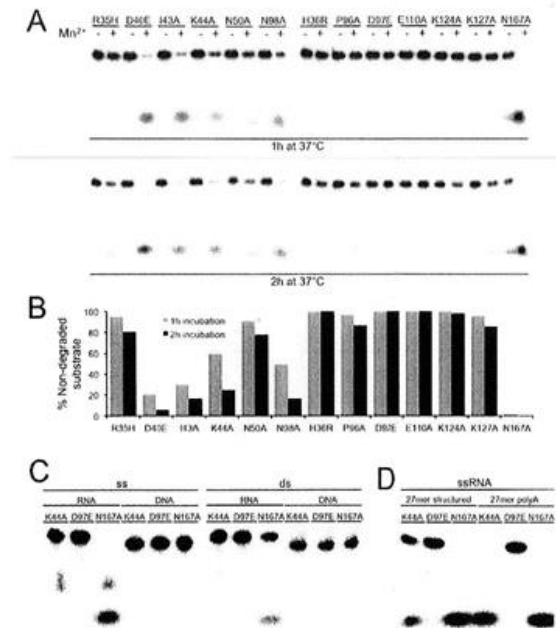 A
R35H D40E I43A K44A N50A N98A H36R P96A D97E E110A K124A K127A N167A
Mn²⁺ - + - + - + - + - + - + - + - + - + - + - + - + - +
1h at 37°C
2h at 37°C
B
% Non-degraded substrate
100
80
60
40
20
0
1h incubation
2h incubation
R35H D40E I43A K44A N50A N98A H36R P96A D97E E110A K124A K127A N167A
C
ss ds
RNA DNA RNA DNA
K44A D97E N167A K44A D97E N167A K44A D97E N167A K44A D97E N167A
D
ssRNA
27mer structured 27mer polyA
K44A D97E N167A K44A D97E N167A